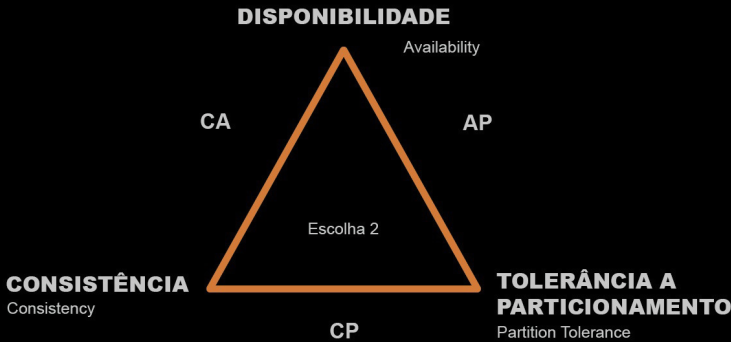 DISPONIBILIDADE
Availability
CA
AP
Escolha 2
CONSISTÊNCIA
Consistency
TOLERÂNCIA A
PARTICIONAMENTO
Partition Tolerance
CP